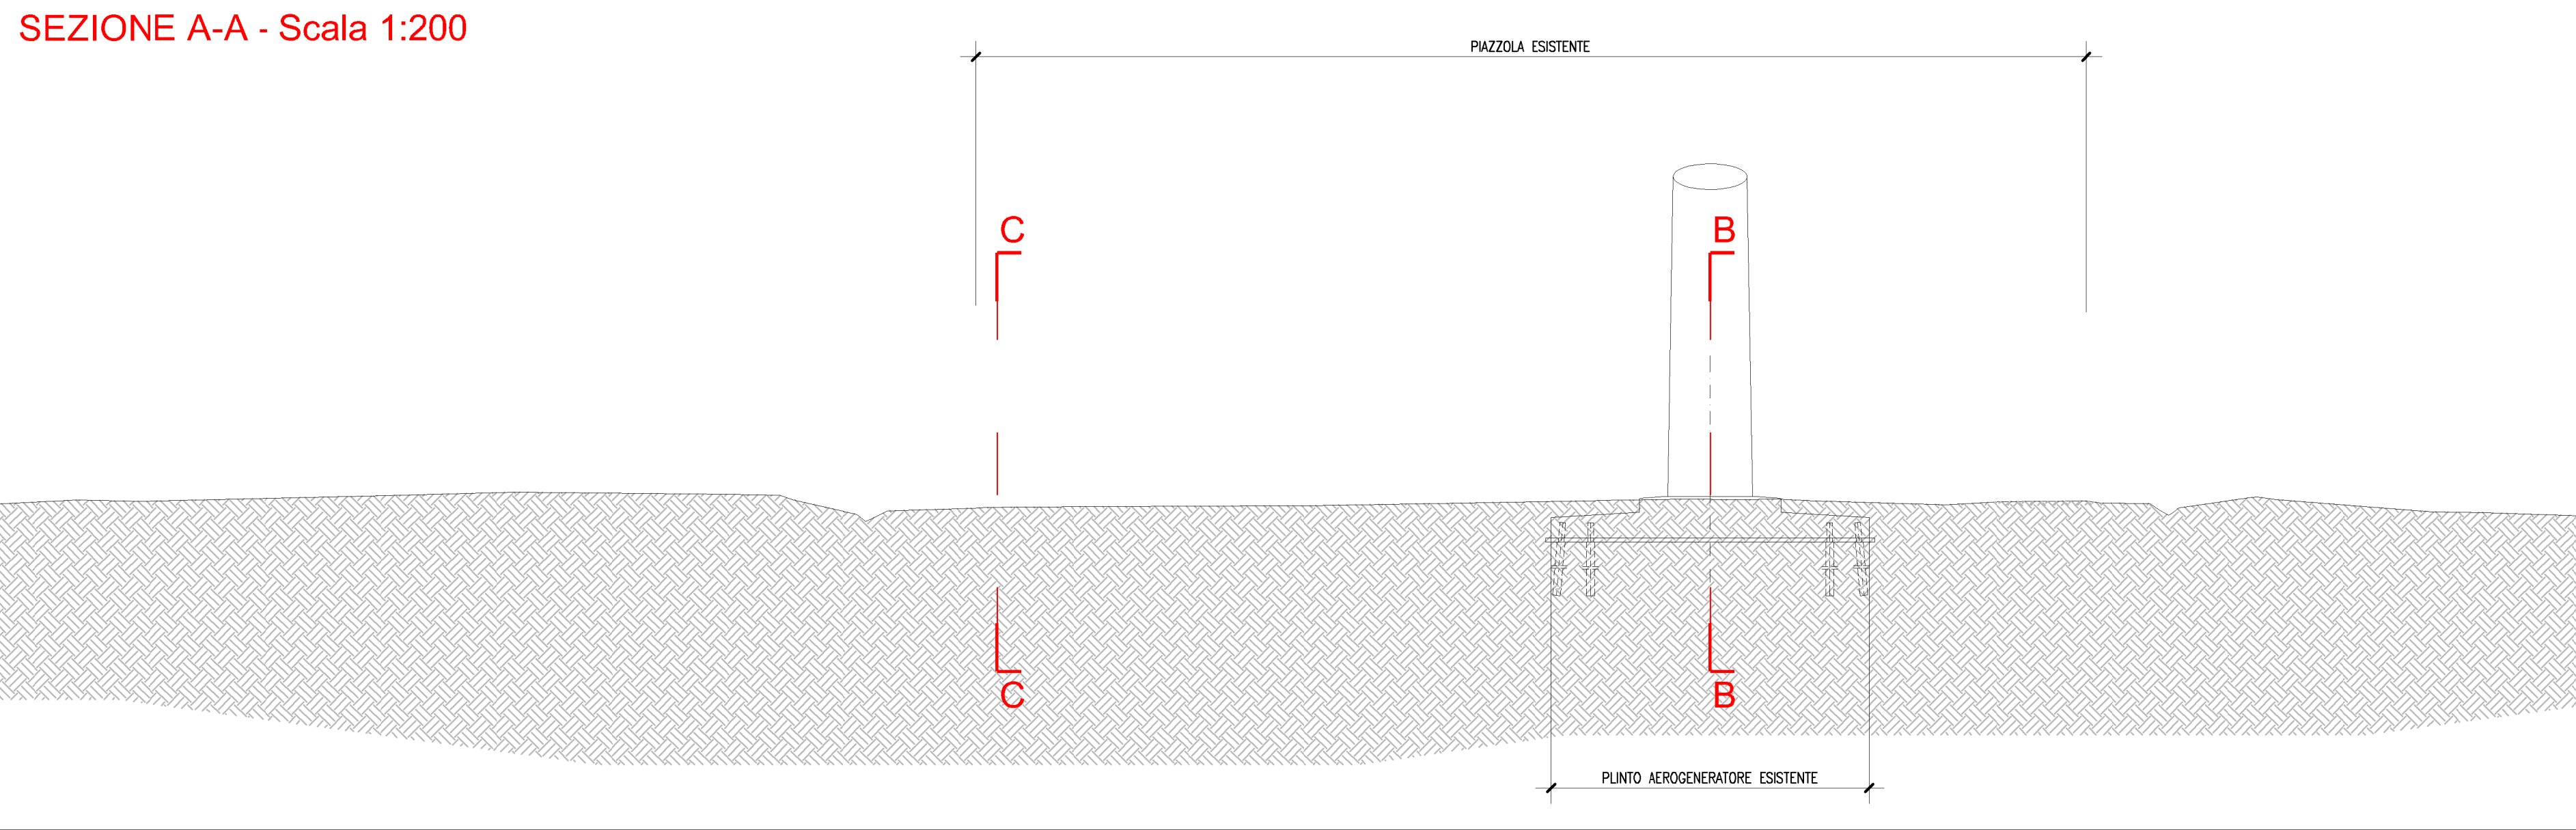 SEZIONE A-A - Scala 1:200
PIAZZOLA ESISTENTE
C
B
C
B
PLINTO AEROGENERATORE ESISTENTE